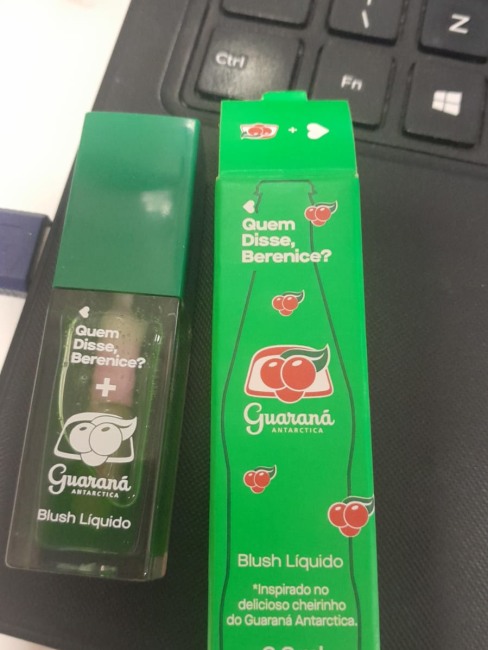 Ctrl
Fn
\
Z
+
Quem
Disse,
Berenice?
Guaraná
ANTARCTICA
Blush Líquido
*Inspirado no
delicioso cheirinho
do Guaraná Antarctica.
Quem
Disse,
Berenice?
+
Guaraná
ANTARCTICA
Blush Líquido